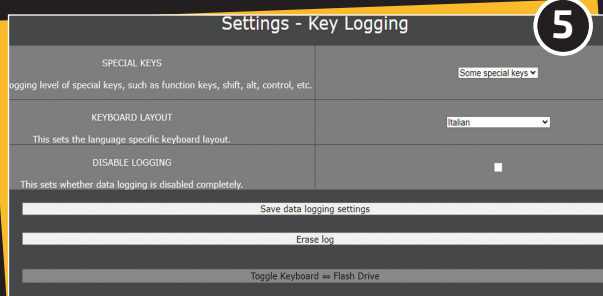 Settings - Key Logging
5
SPECIAL KEYS
ogging level of special keys, such as function keys, shift, alt, control, etc.
Some special keys
KEYBOARD LAYOUT
This sets the language specific keyboard layout.
Italian
DISABLE LOGGING
This sets whether data logging is disabled completely.
Save data logging settings
Erase log
Toggle Keyboard ⇔ Flash Drive